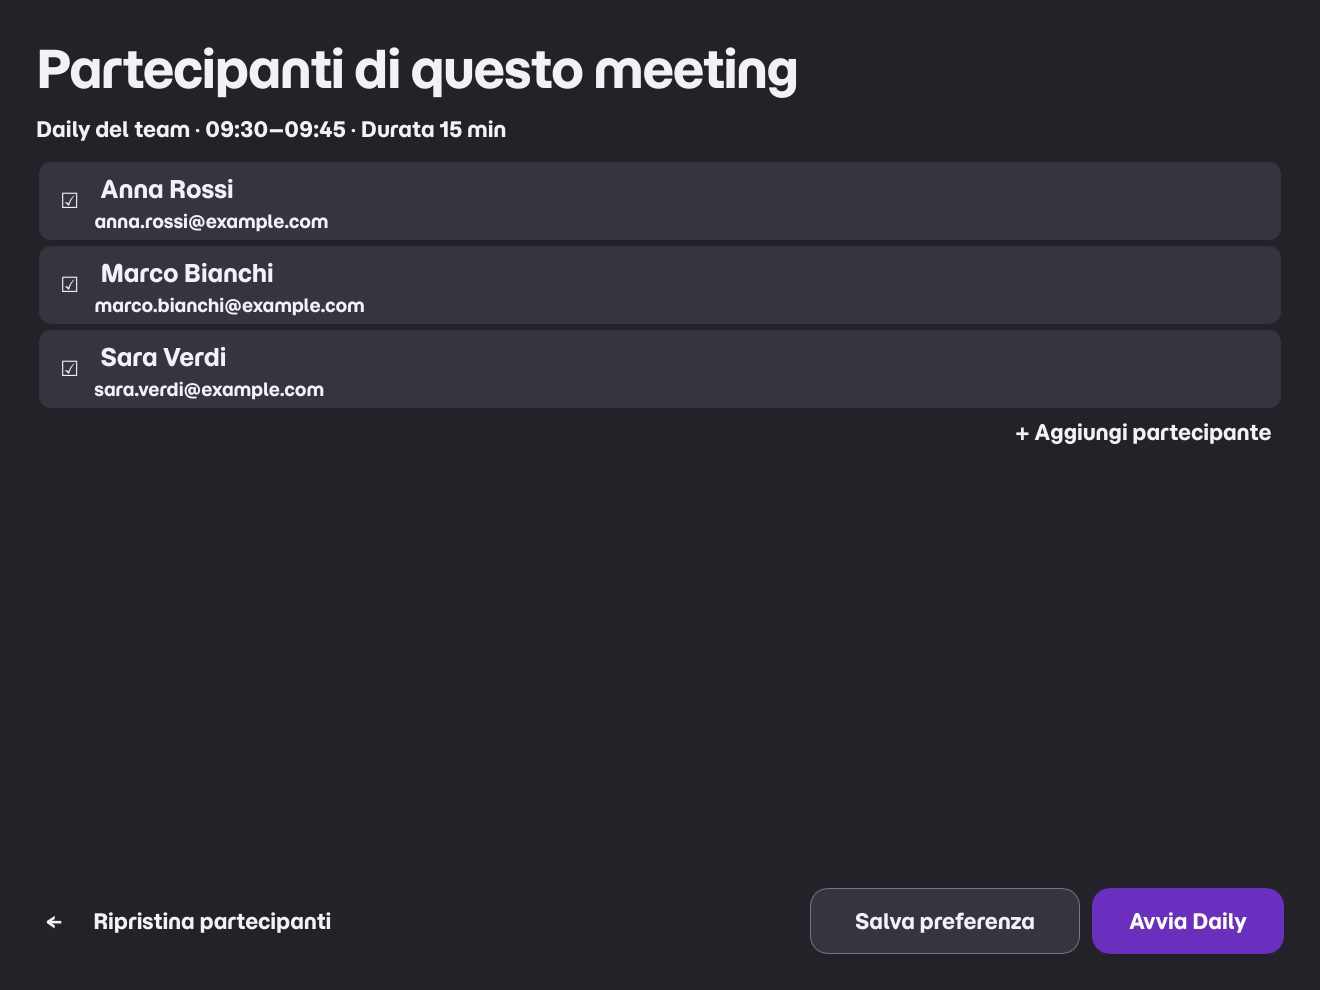 Partecipanti di questo meeting
Daily del team · 09:30–09:45 · Durata 15 min
☑ Anna Rossi
anna.rossi@example.com
☑ Marco Bianchi
marco.bianchi@example.com
☑ Sara Verdi
sara.verdi@example.com
+ Aggiungi partecipante
← Ripristina partecipanti
Salva preferenza
Avvia Daily